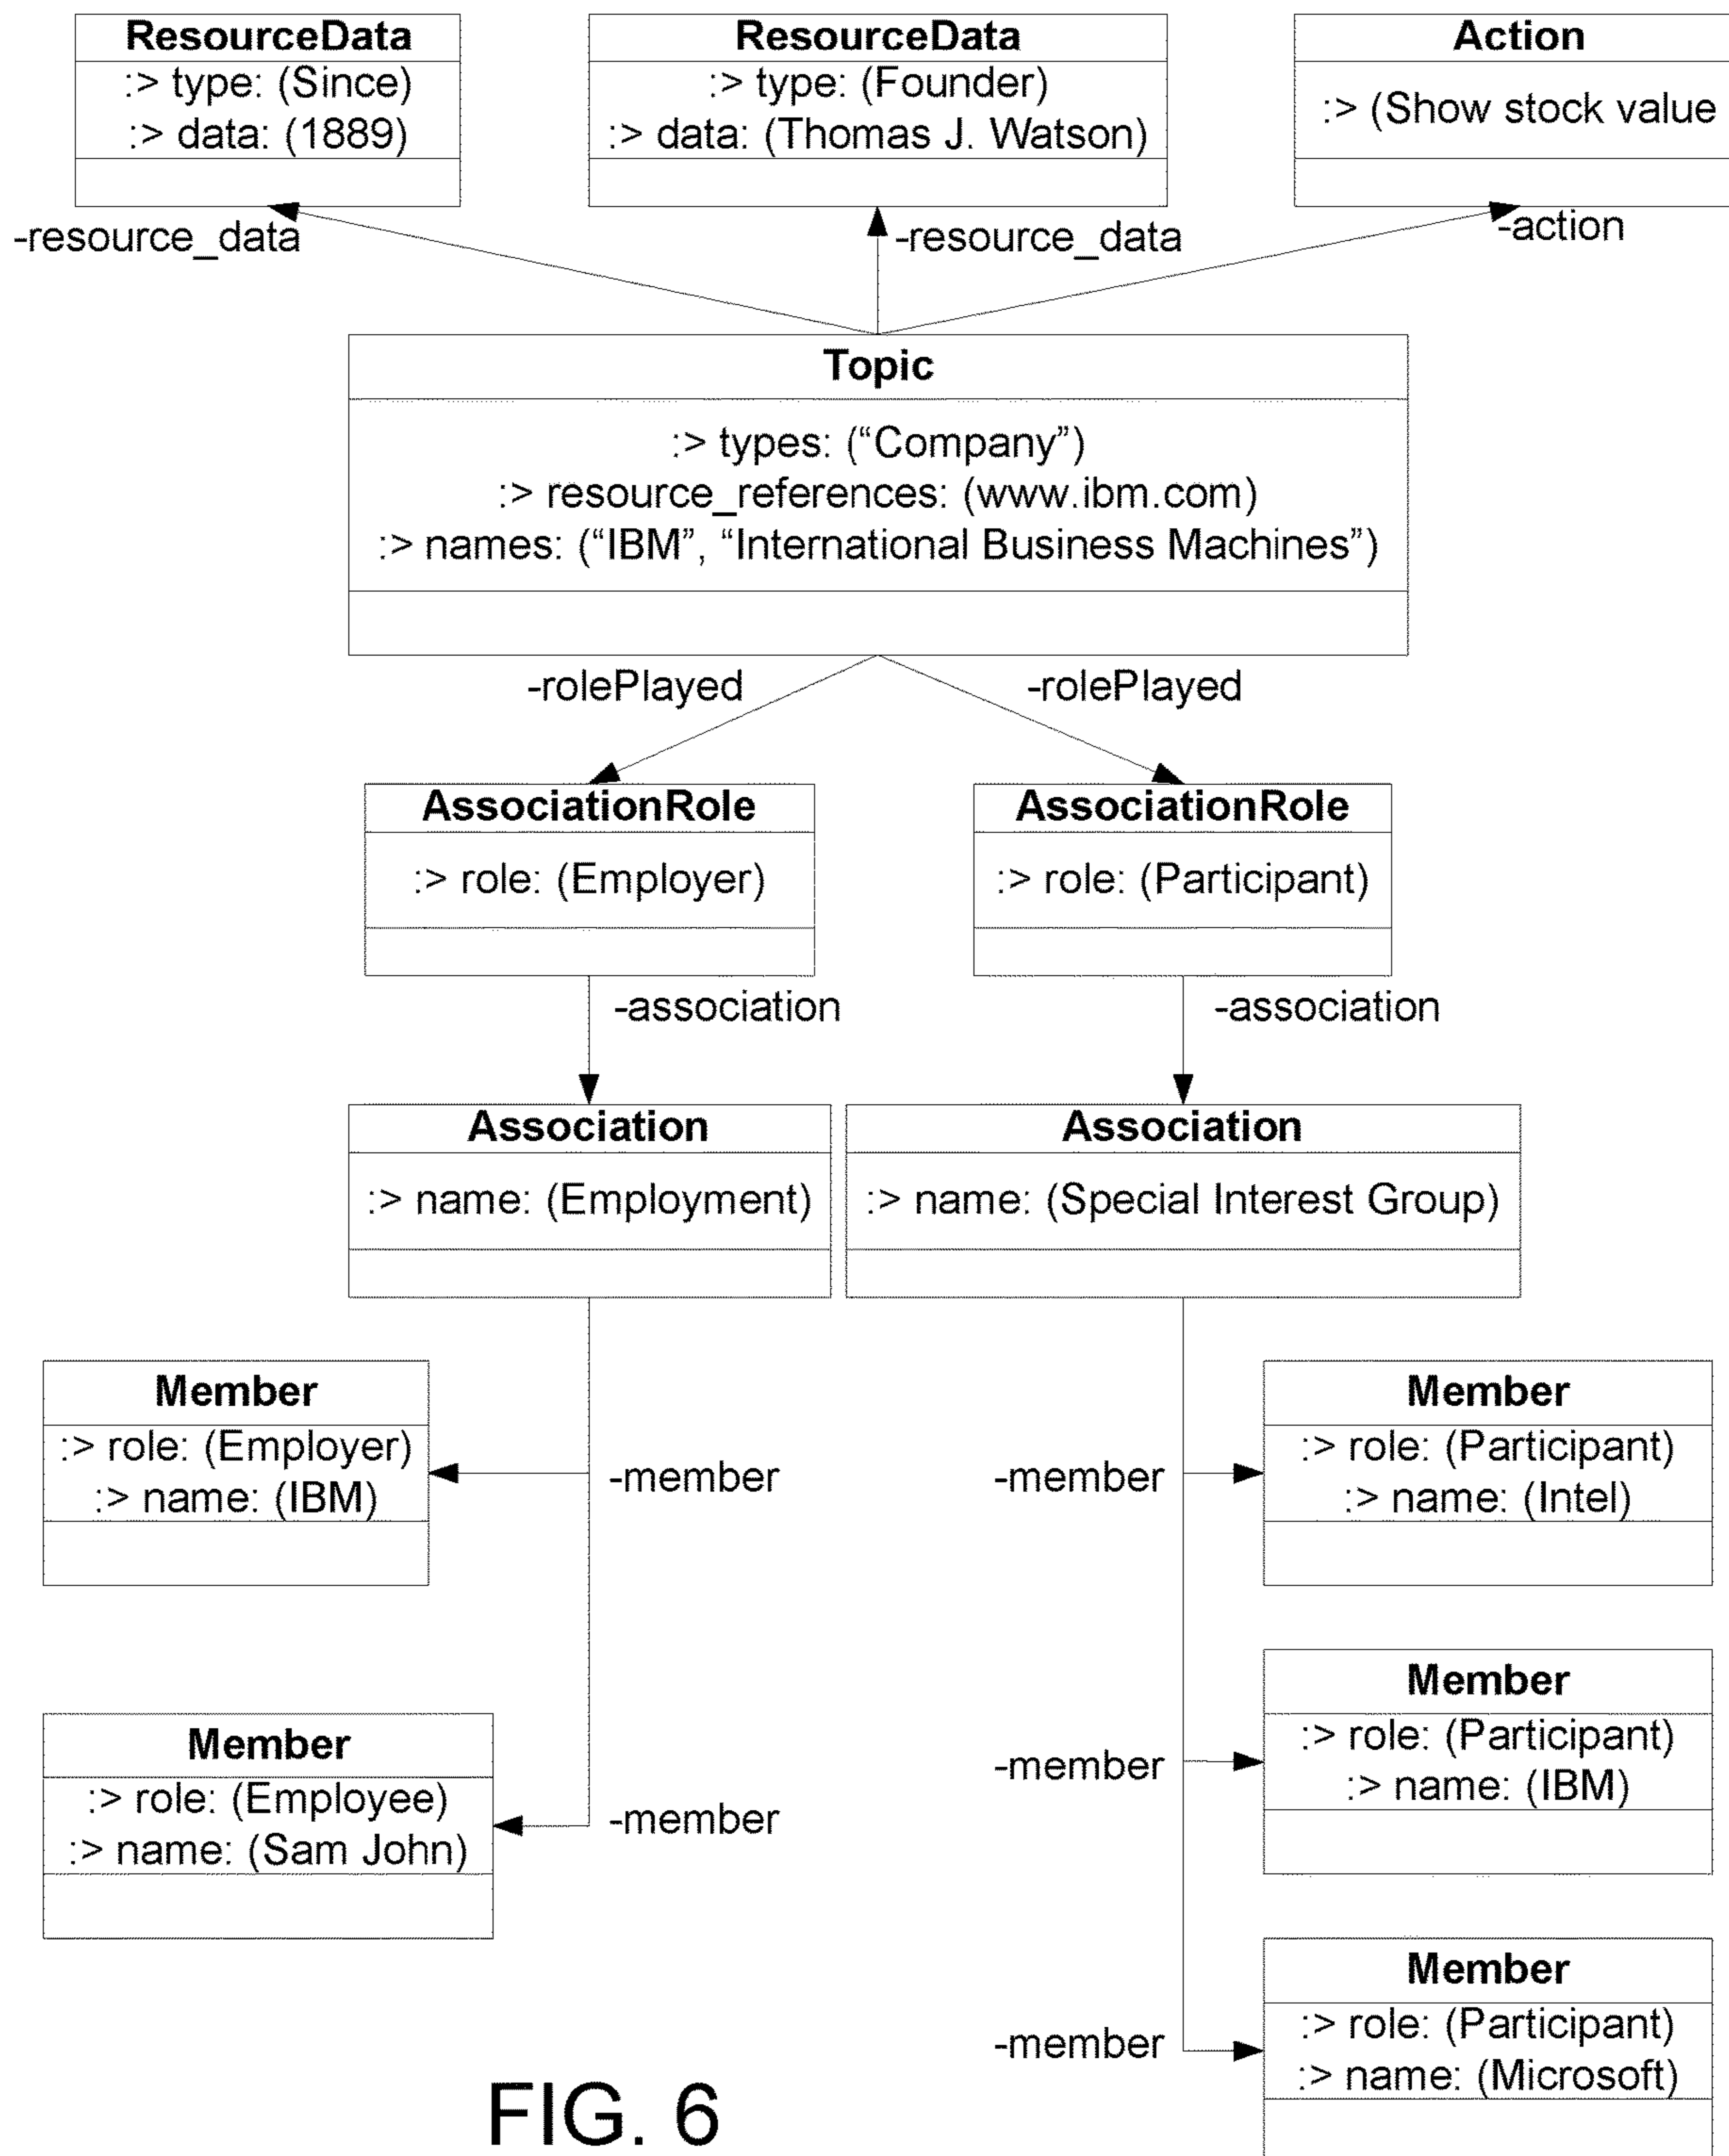 ResourceData
:> type: (Since)
:> data: (1889)
ResourceData
:> type: (Founder)
:> data: (Thomas J. Watson)
Action
:> (Show stock value
-resource_data
-resource_data
-action
Topic
:> types: (“Company”)
:> resource_references: (www.ibm.com)
:> names: (“IBM”, “International Business Machines”)
-rolePlayed
-rolePlayed
AssociationRole
:> role: (Employer)
AssociationRole
:> role: (Participant)
-association
-association
Association
:> name: (Employment)
Association
:> name: (Special Interest Group)
Member
:> role: (Employer)
:> name: (IBM)
-member
-member
Member
:> role: (Participant)
:> name: (Intel)
Member
:> role: (Employee)
:> name: (Sam John)
-member
-member
Member
:> role: (Participant)
:> name: (IBM)
-member
Member
:> role: (Participant)
:> name: (Microsoft)
FIG. 6